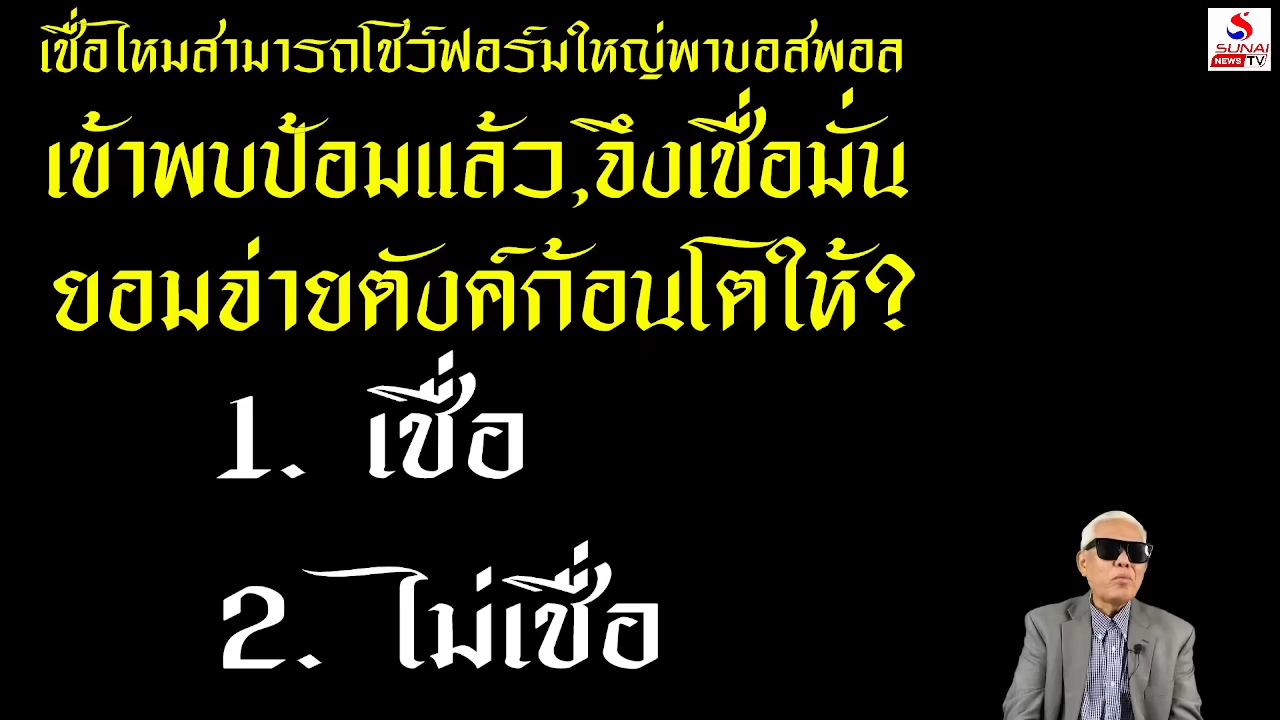 เชื่อไหมสามารถโชว์ฟอร์มใหญ่พาบอสพอล
เข้าพบป้อมแล้ว,จึงเชื่อมั่น
ยอมจ่ายตังค์ก้อนโตให้?
1. เชื่อ
2. ไม่เชื่อ
SUNAI
NEWS TV